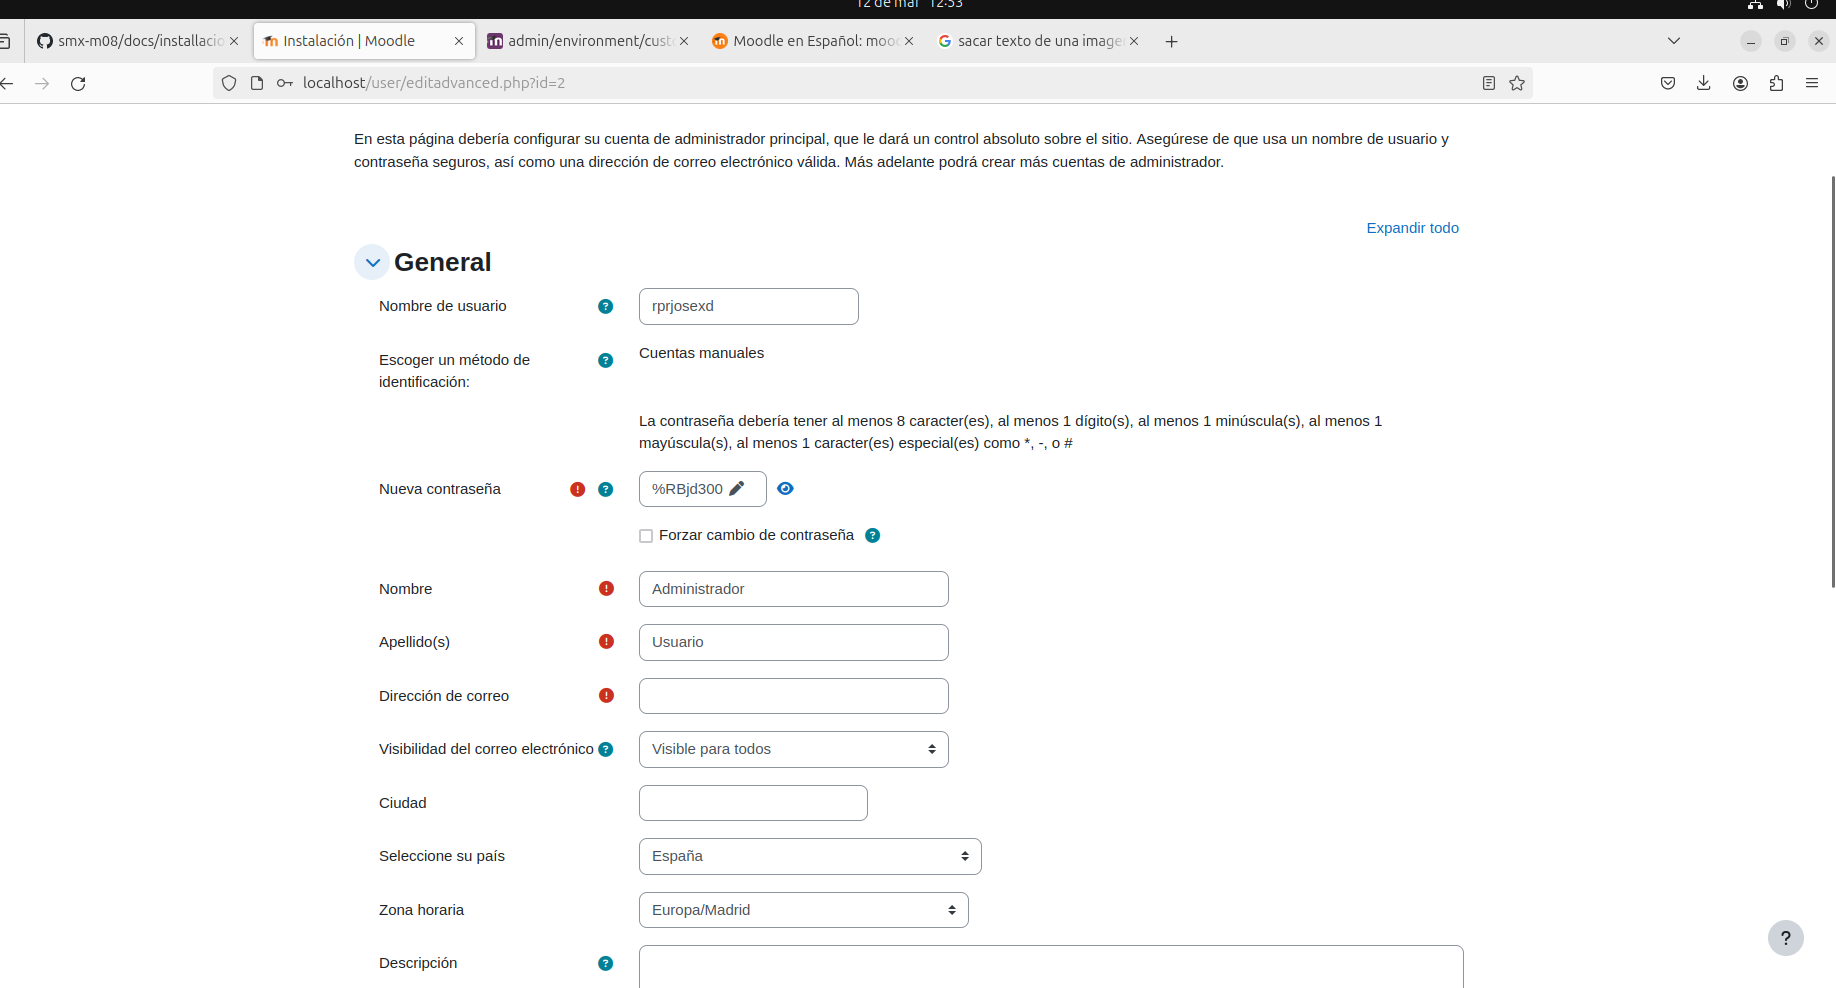 12 de mar 12:53
smx-m08/docs/installacio
Instalación | Moodle
admin/environment/cust
Moodle en Español: moo
sacar texto de una image
localhost/user/editadvanced.php?id=2
En esta página debería configurar su cuenta de administrador principal, que le dará un control absoluto sobre el sitio. Asegúrese de que usa un nombre de usuario y
contraseña seguros, así como una dirección de correo electrónico válida. Más adelante podrá crear más cuentas de administrador.
Expandir todo
General
Nombre de usuario
rprjosexd
Escoger un método de
identificación:
Cuentas manuales
La contraseña debería tener al menos 8 caracter(es), al menos 1 dígito(s), al menos 1 minúscula(s), al menos 1
mayúscula(s), al menos 1 caracter(es) especial(es) como *, -, o #
Nueva contraseña
%RBjd300
Forzar cambio de contraseña
Nombre
Administrador
Apellido(s)
Usuario
Dirección de correo
Visibilidad del correo electrónico
Visible para todos
Ciudad
Seleccione su país
España
Zona horaria
Europa/Madrid
Descripción